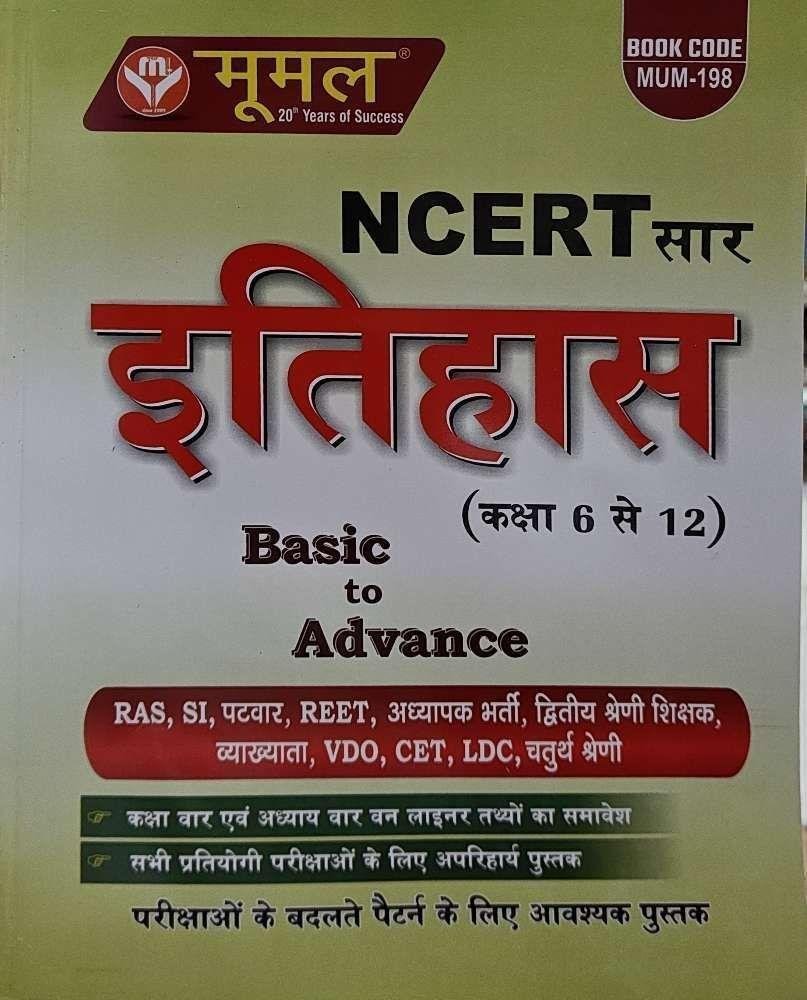 मूमल®
20th Years of Success
BOOK CODE
MUM-198
NCERT सार
इतिहास
(कक्षा 6 से 12)
Basic
to
Advance
RAS, SI, पटवार, REET, अध्यापक भर्ती, द्वितीय श्रेणी शिक्षक,
व्याख्याता, VDO, CET, LDC, चतुर्थ श्रेणी
कक्षा वार एवं अध्याय वार वन लाइनर तथ्यों का समावेश
सभी प्रतियोगी परीक्षाओं के लिए अपरिहार्य पुस्तक
परीक्षाओं के बदलते पैटर्न के लिए आवश्यक पुस्तक